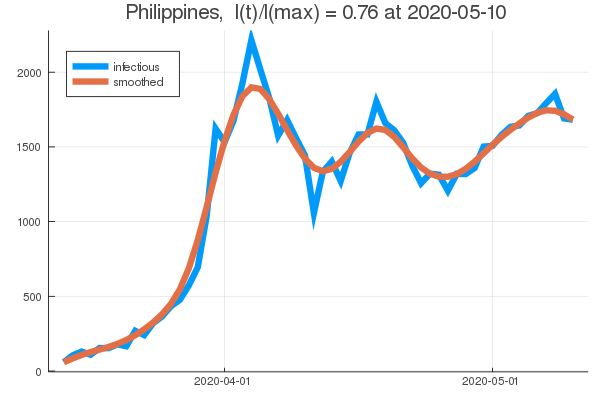 Philippines,  I(t)/I(max) = 0.76 at 2020-05-10
infectious
smoothed
2000
1500
1000
500
0
2020-04-01
2020-05-01